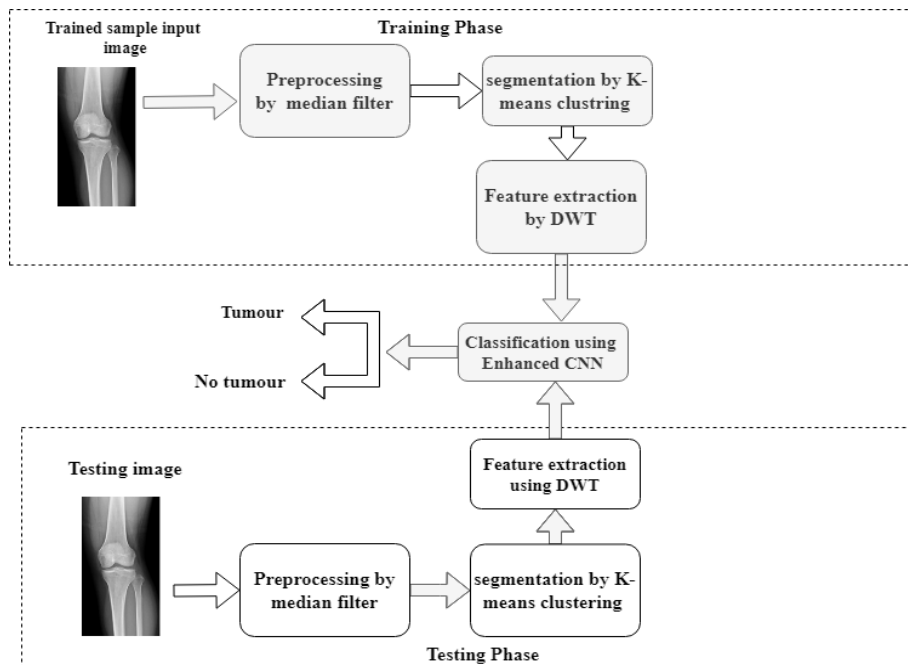 Training Phase
Trained sample input
image
Preprocessing
by  median filter
segmentation by K-
means clustring
Feature extraction
by DWT
Tumour
No tumour
Classification using
Enhanced CNN
Feature extraction
using DWT
Testing image
Preprocessing by
median filter
segmentation by K-
means clustering
Testing Phase